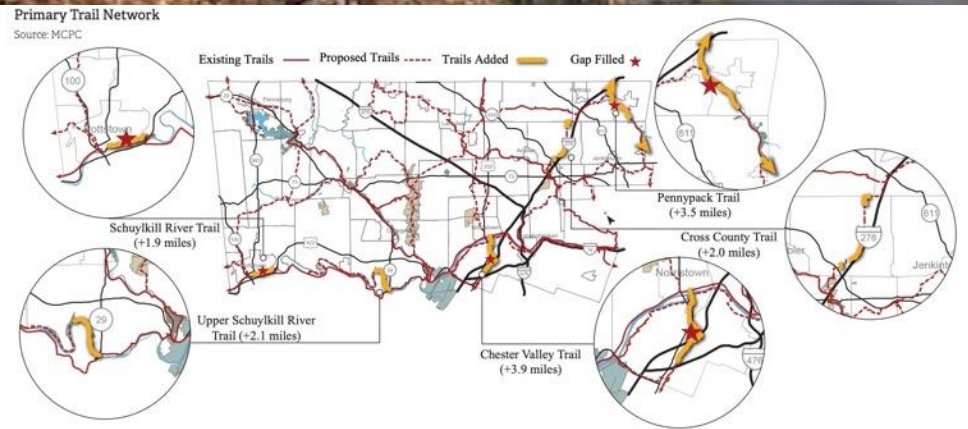 Primary Trail Network
Source: MCPC
Existing Trails
Proposed Trails
Trails Added
Gap Filled
100
ottstown
611
Pennypack Trail
(+3.5 miles)
Schuylkill River Trail
(+1.9 miles)
Cross County Trail
(+2.0 miles)
276
611
Jenkint
29
Upper Schuylkill River
Trail (+2.1 miles)
Chester Valley Trail
(+3.9 miles)
Norristown
476